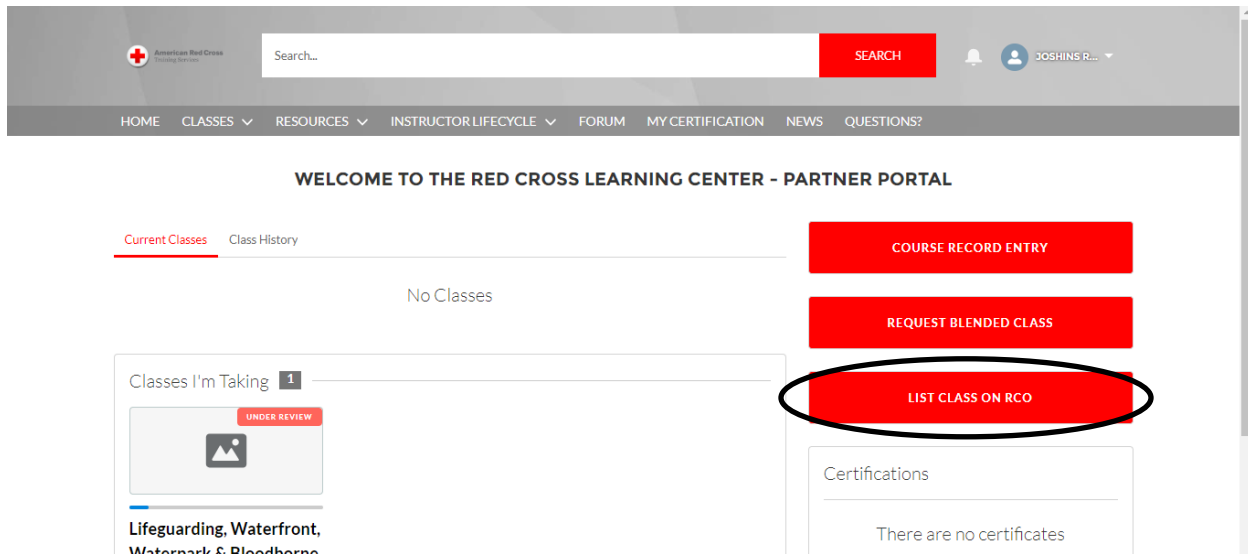 American Red Cross
Training Services
Search...
SEARCH
JOSHINS R...
HOME CLASSES RESOURCES INSTRUCTOR LIFECYCLE FORUM MY CERTIFICATION NEWS QUESTIONS?
WELCOME TO THE RED CROSS LEARNING CENTER - PARTNER PORTAL
Current Classes Class History
No Classes
COURSE RECORD ENTRY
REQUEST BLENDED CLASS
LIST CLASS ON RCO
Classes I'm Taking 1
UNDER REVIEW
Lifeguarding, Waterfront,
Waterpark & Bloodborne
Certifications
There are no certificates